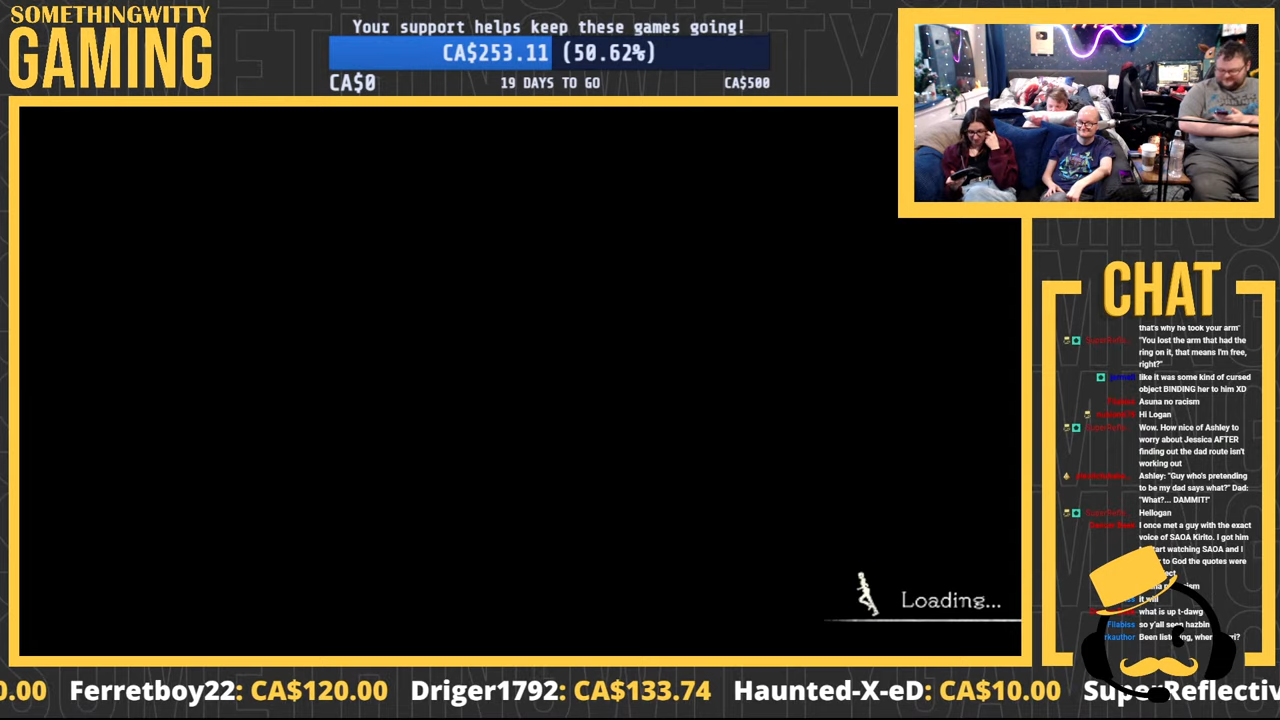 SOMETHINGWITTY
GAMING
Your support helps keep these games going!
CA$253.11 (50.62%)
CA$0
19 DAYS TO GO
CA$500
CHAT
that's why he took your arm"
"You lost the arm that had the
ring on it, that means I'm free,
right?"
like it was some kind of cursed
object BINDING her to him XD
Asuna no racism
Hi Logan
Wow. How nice of Ashley to
worry about Jessica AFTER
finding out the dad route isn't
working out
Ashley: "Guy who's pretending
to be my dad says what?" Dad:
"What?... DAMMIT!"
Hellogan
I once met a guy with the exact
voice of SAOA Kirito. I got him
start watching SAOA and I
to God the quotes were
It will
what is up t-dawg
Filabiss so y'all seen hazbin
Loading...
0.00 Ferretboy22: CA$120.00 Driger1792: CA$133.74 Haunted-X-eD: CA$10.00